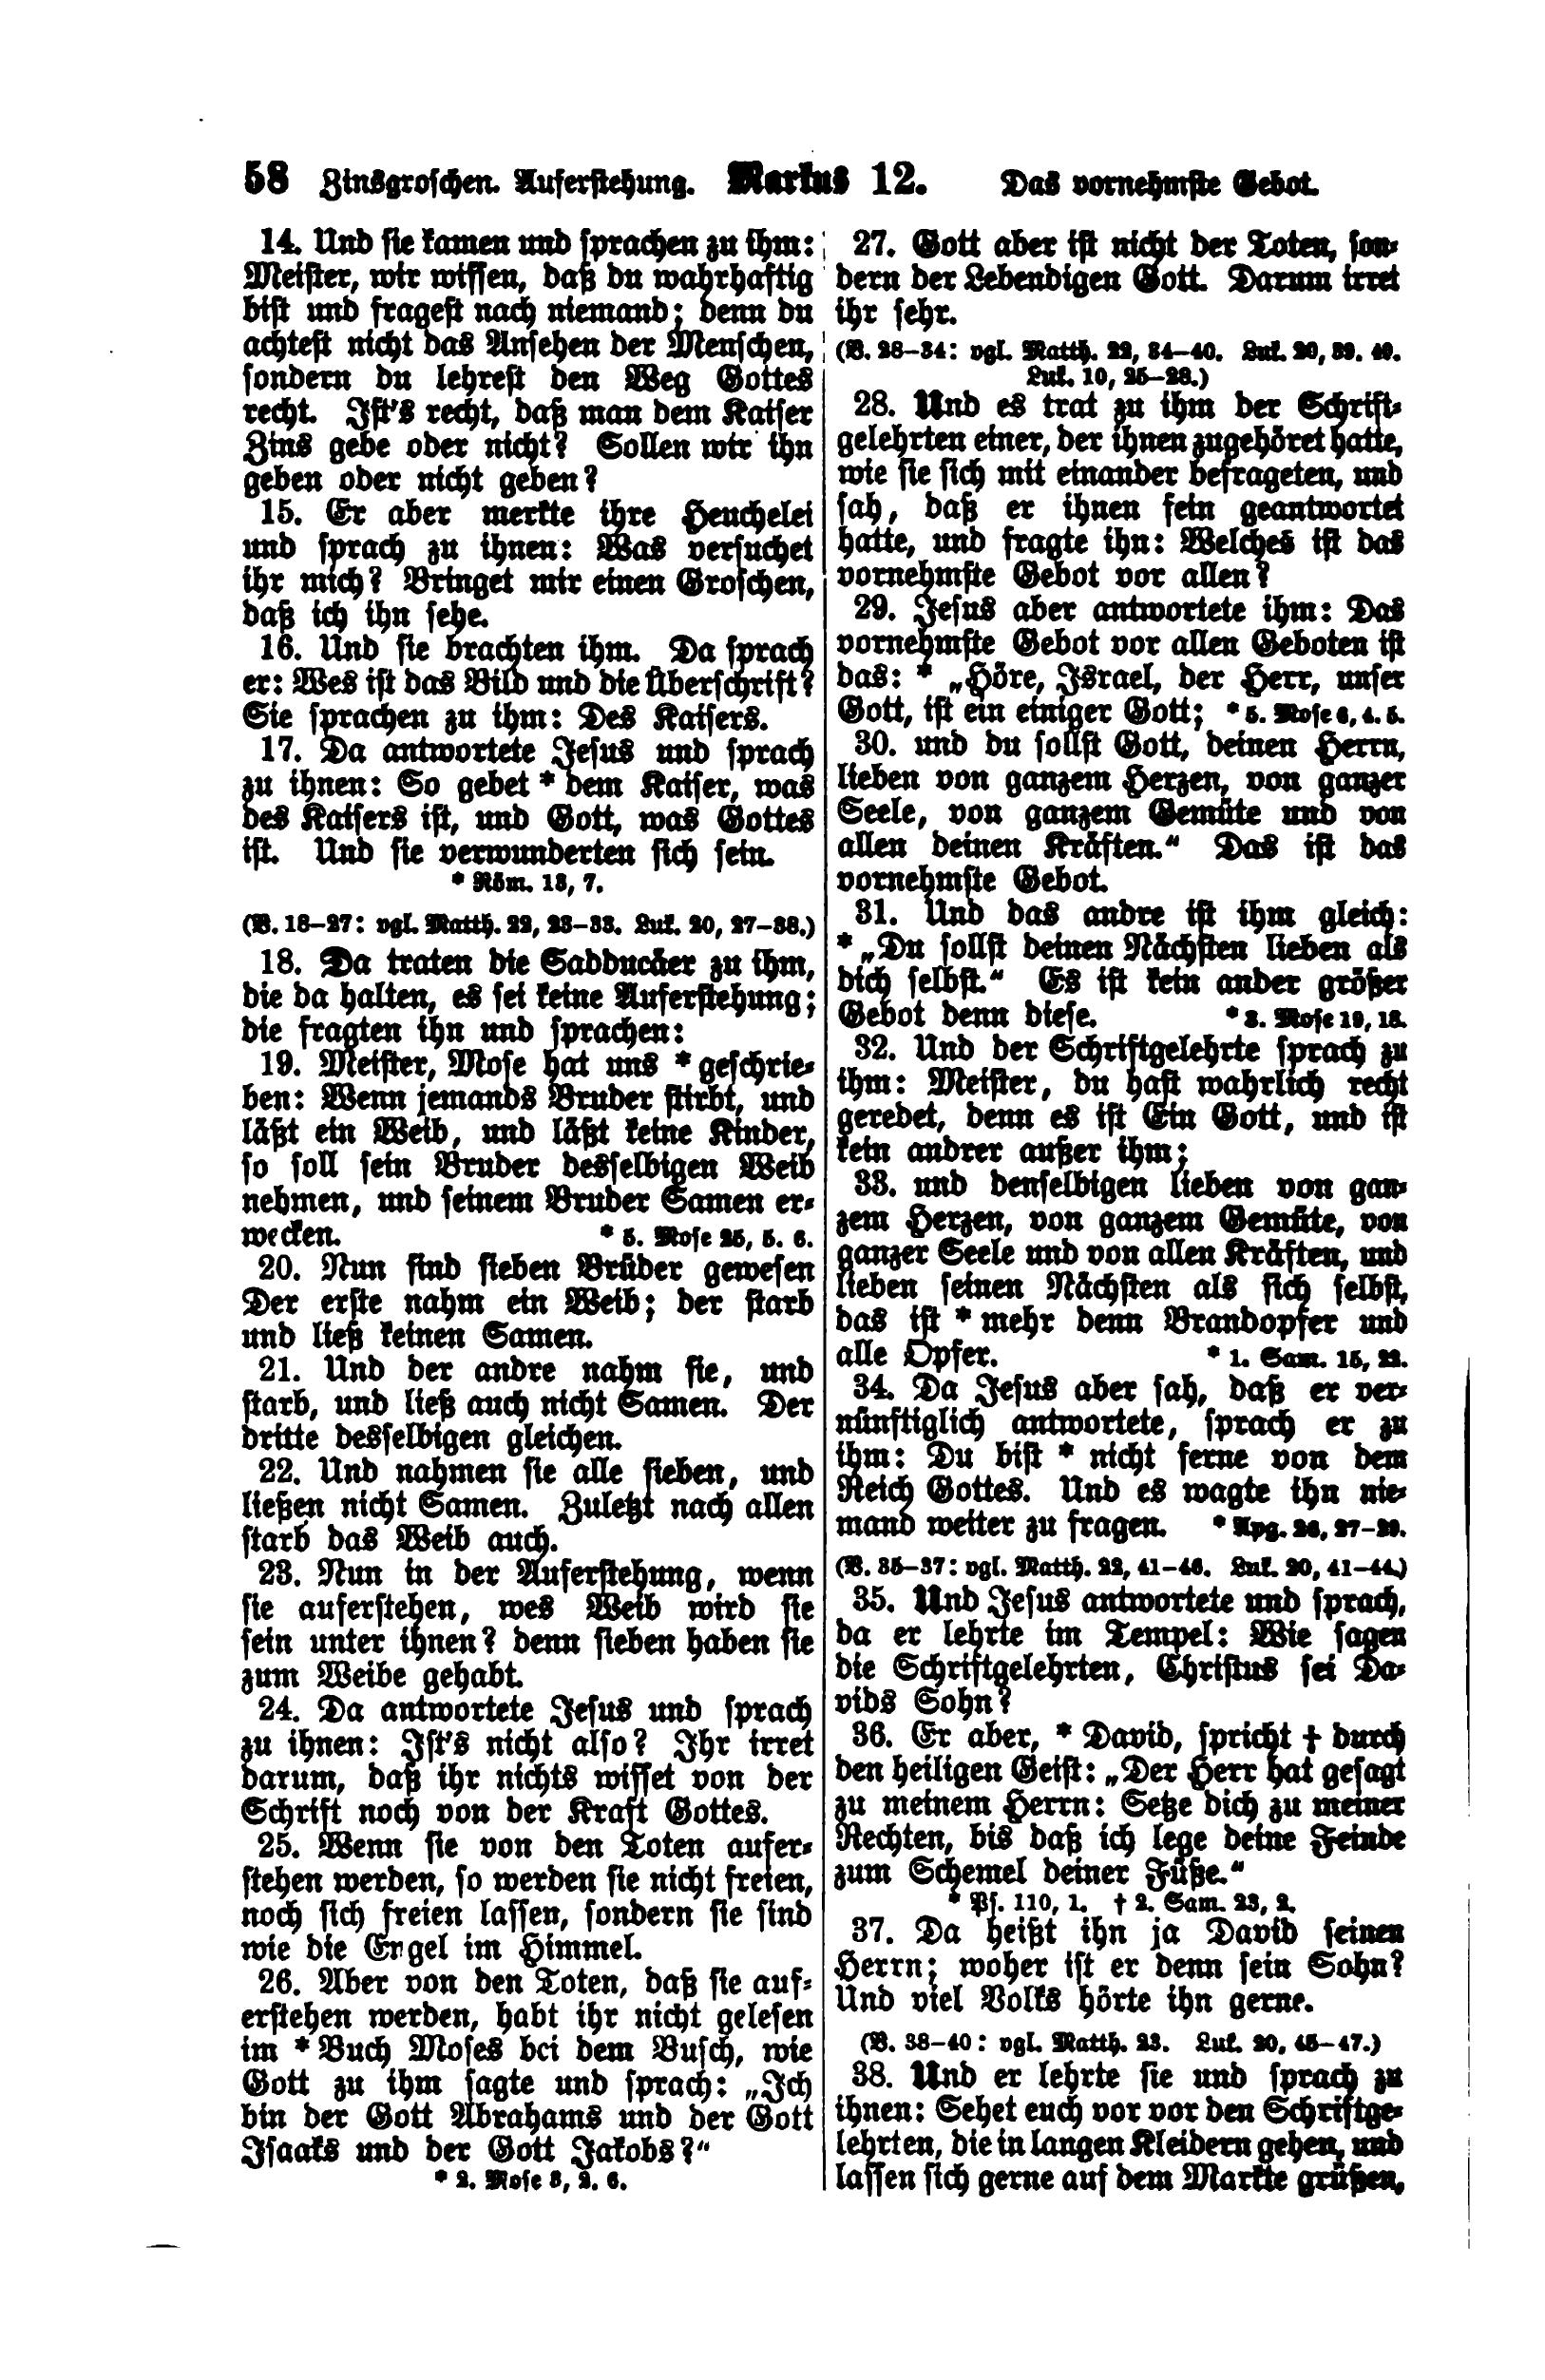 58 Zinsgroschen. Auferstehung. Markus 12. Das vornehmste Gebot.
14. Und sie kamen und sprachen zu ihm:
Meister, wir wissen, daß du wahrhaftig
bist und fragest nach niemand; denn du
achtest nicht das Ansehen der Menschen,
sondern du lehrest den Weg Gottes
recht. Ist's recht, daß man dem Kaiser
Zins gebe oder nicht? Sollen wir ihn
geben oder nicht geben?
15. Er aber merkte ihre Heuchelei
und sprach zu ihnen: Was versuchet
ihr mich? Bringet mir einen Groschen,
daß ich ihn sehe.
16. Und sie brachten ihm. Da sprach
er: Wes ist das Bild und die Überschrift?
Sie sprachen zu ihm: Des Kaisers.
17. Da antwortete Jesus und sprach
zu ihnen: So gebet * dem Kaiser, was
des Kaisers ist, und Gott, was Gottes
ist. Und sie verwunderten sich sein.
* Röm. 13, 7.
(V. 18–27: vgl. Matth. 22, 23–33. Luk. 20, 27–38.)
18. Da traten die Sadducäer zu ihm,
die da halten, es sei keine Auferstehung;
die fragten ihn und sprachen:
19. Meister, Mose hat uns * geschrie-
ben: Wenn jemands Bruder stirbt, und
läßt ein Weib, und läßt keine Kinder,
so soll sein Bruder desselbigen Weib
nehmen, und seinem Bruder Samen er-
wecken. * 5. Mose 25, 5. 6.
20. Nun sind sieben Brüder gewesen
Der erste nahm ein Weib; der starb
und ließ keinen Samen.
21. Und der andre nahm sie, und
starb, und ließ auch nicht Samen. Der
dritte desselbigen gleichen.
22. Und nahmen sie alle sieben, und
ließen nicht Samen. Zuletzt nach allen
starb das Weib auch.
23. Nun in der Auferstehung, wenn
sie auferstehen, wes Weib wird sie
sein unter ihnen? denn sieben haben sie
zum Weibe gehabt.
24. Da antwortete Jesus und sprach
zu ihnen: Ist's nicht also? Ihr irret
darum, daß ihr nichts wisset von der
Schrift noch von der Kraft Gottes.
25. Wenn sie von den Toten aufer-
stehen werden, so werden sie nicht freien,
noch sich freien lassen, sondern sie sind
wie die Engel im Himmel.
26. Aber von den Toten, daß sie auf-
erstehen werden, habt ihr nicht gelesen
im * Buch Moses bei dem Busch, wie
Gott zu ihm sagte und sprach: „Ich
bin der Gott Abrahams und der Gott
Isaaks und der Gott Jakobs?“
* 2. Mose 3, 2. 6.
27. Gott aber ist nicht der Toten, son-
dern der Lebendigen Gott. Darum irret
ihr sehr.
(V. 28–34: vgl. Matth. 22, 34–40. Luk. 20, 39. 40.
Luk. 10, 25–28.)
28. Und es trat zu ihm der Schrift-
gelehrten einer, der ihnen zugehöret hatte,
wie sie sich mit einander befrageten, und
sah, daß er ihnen fein geantwortet
hatte, und fragte ihn: Welches ist das
vornehmste Gebot vor allen?
29. Jesus aber antwortete ihm: Das
vornehmste Gebot vor allen Geboten ist
das: * „Höre, Israel, der Herr, unser
Gott, ist ein einiger Gott; * 5. Mose 6, 4. 5.
30. und du sollst Gott, deinen Herrn,
lieben von ganzem Herzen, von ganzer
Seele, von ganzem Gemüte und von
allen deinen Kräften.“ Das ist das
vornehmste Gebot.
31. Und das andre ist ihm gleich:
* „Du sollst deinen Nächsten lieben als
dich selbst.“ Es ist kein ander größer
Gebot denn diese. * 3. Mose 19, 18.
32. Und der Schriftgelehrte sprach zu
ihm: Meister, du hast wahrlich recht
geredet, denn es ist Ein Gott, und ist
kein andrer außer ihm;
33. und denselbigen lieben von gan-
zem Herzen, von ganzem Gemüte, von
ganzer Seele und von allen Kräften, und
lieben seinen Nächsten als sich selbst,
das ist * mehr denn Brandopfer und
alle Opfer. * 1. Sam. 15, 22.
34. Da Jesus aber sah, daß er ver-
nünftiglich antwortete, sprach er zu
ihm: Du bist * nicht ferne von dem
Reich Gottes. Und es wagte ihn nie-
mand weiter zu fragen. * Apg. 26, 27–29.
(V. 35–37: vgl. Matth. 22, 41–46. Luk. 20, 41–44.)
35. Und Jesus antwortete und sprach,
da er lehrte im Tempel: Wie sagen
die Schriftgelehrten, Christus sei Da-
vids Sohn?
36. Er aber, * David, spricht † durch
den heiligen Geist: „Der Herr hat gesagt
zu meinem Herrn: Setze dich zu meiner
Rechten, bis daß ich lege deine Feinde
zum Schemel deiner Füße.“
* Ps. 110, 1. † 2. Sam. 23, 2.
37. Da heißt ihn ja David seinen
Herrn; woher ist er denn sein Sohn?
Und viel Volks hörte ihn gerne.
(V. 38–40: vgl. Matth. 23. Luk. 20, 45–47.)
38. Und er lehrte sie und sprach zu
ihnen: Sehet euch vor vor den Schriftge-
lehrten, die in langen Kleidern gehen, und
lassen sich gerne auf dem Markte grüßen,